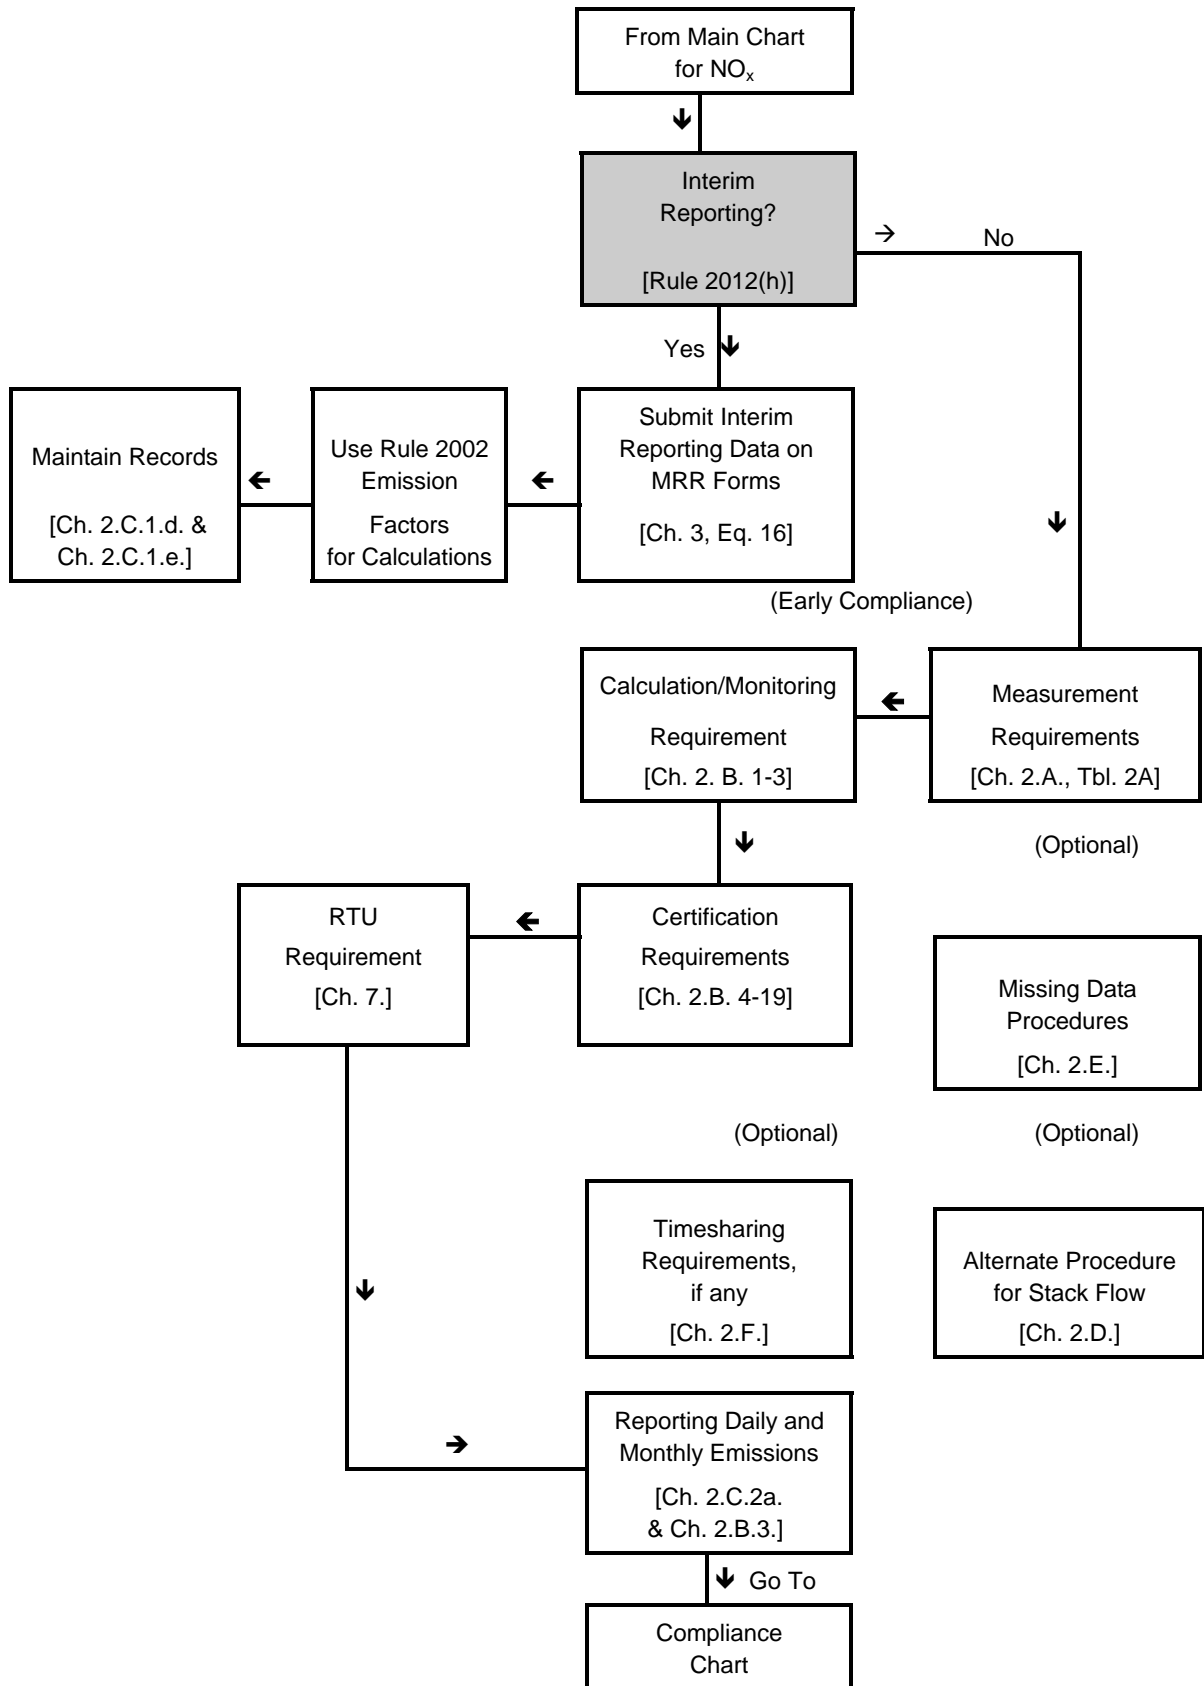 From Main Chart
for NOx
Interim
Reporting?
[Rule 2012(h)]
No
Yes
Submit Interim
Reporting Data on
MRR Forms
[Ch. 3, Eq. 16]
Use Rule 2002
Emission
Factors
for Calculations
Maintain Records
[Ch. 2.C.1.d. &
Ch. 2.C.1.e.]
(Early Compliance)
Measurement
Requirements
[Ch. 2.A., Tbl. 2A]
Calculation/Monitoring
Requirement
[Ch. 2. B. 1-3]
(Optional)
Certification
Requirements
[Ch. 2.B. 4-19]
RTU
Requirement
[Ch. 7.]
Missing Data
Procedures
[Ch. 2.E.]
(Optional)
(Optional)
Timesharing
Requirements,
if any
[Ch. 2.F.]
Alternate Procedure
for Stack Flow
[Ch. 2.D.]
Reporting Daily and
Monthly Emissions
[Ch. 2.C.2a.
& Ch. 2.B.3.]
Go To
Compliance
Chart